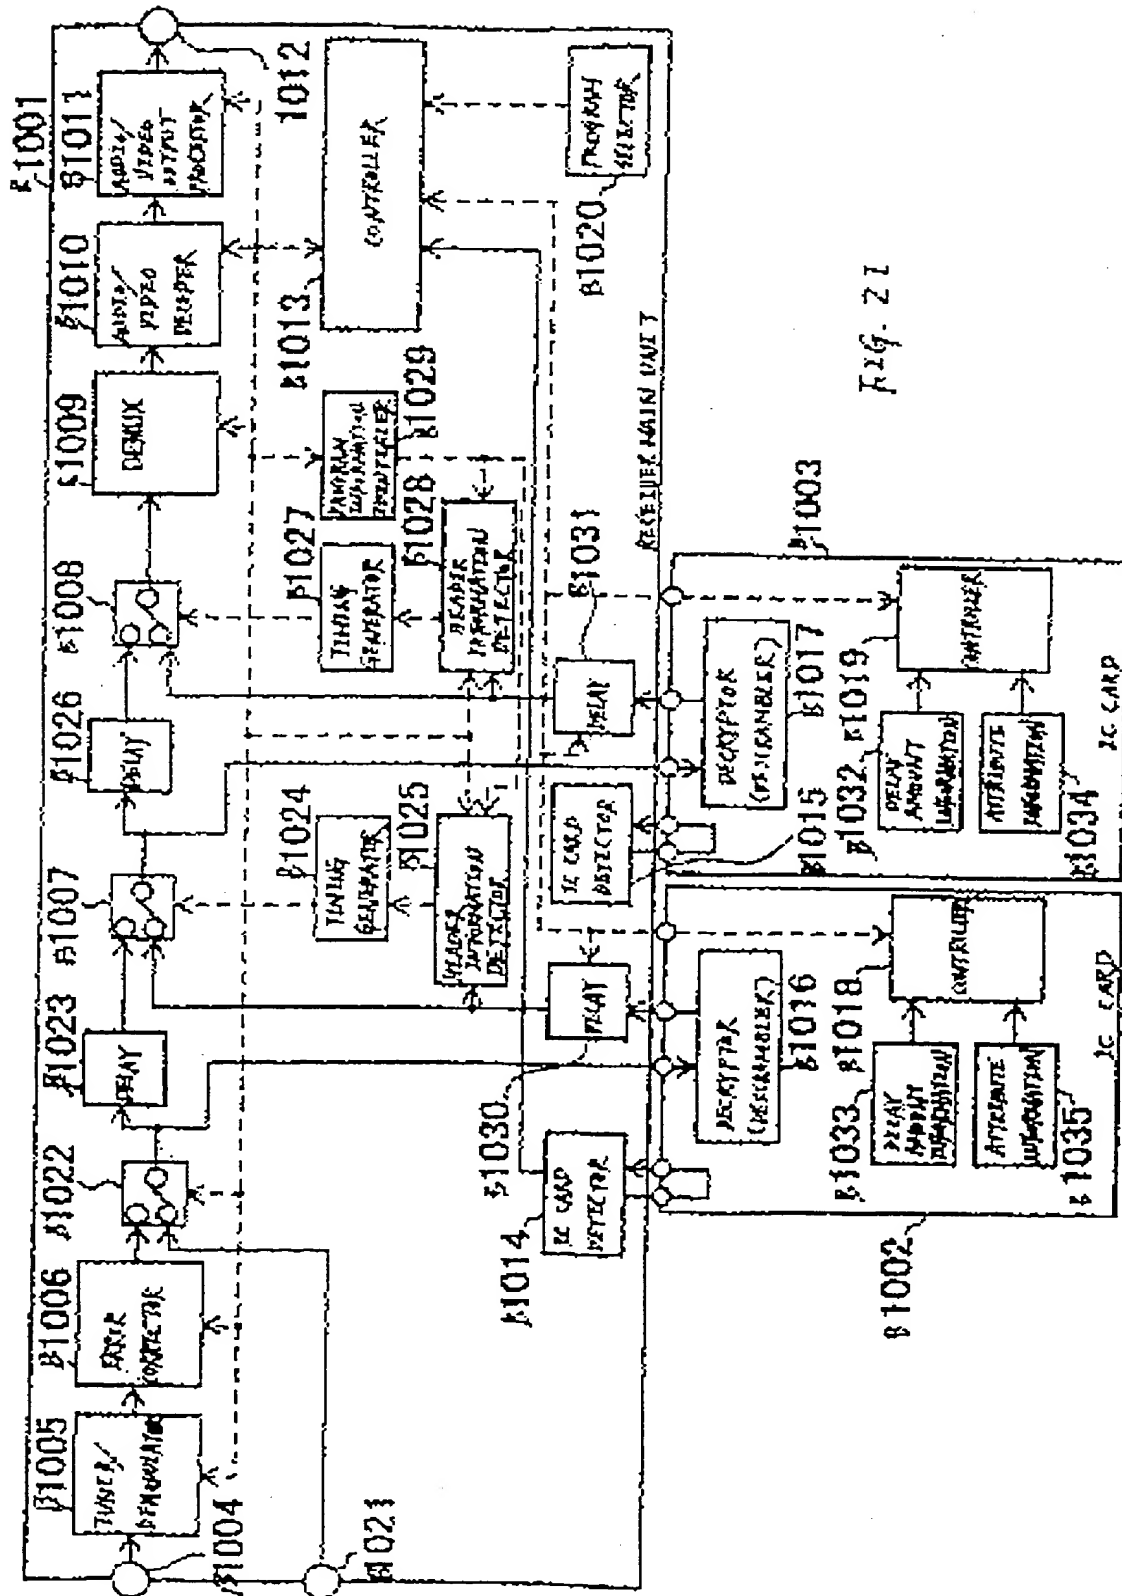 B1001
B1005
TUNER/
DEMODULATOR
B1006
ERROR
CORRECTOR
B1022
B1023
DELAY
B1007
B1026
DELAY
B1008
B1009
DEMUX
B1010
AUDIO/
VIDEO
DECODER
B1011
AUDIO/
VIDEO
OUTPUT
PROCESSOR
1012
B1004
B1021
B1024
TIMING
GENERATOR
B1025
HEADER
INFORMATION
DETECTOR
B1027
TIMING
GENERATOR
B1028
HEADER
INFORMATION
DETECTOR
B1029
PROGRAM
INFORMATION
B1013
CONTROLLER
B1020
PROGRAM
SELECTOR
B1014
IC CARD
DETECTOR
B1030
DELAY
B1015
IC CARD
DETECTOR
B1031
DELAY
RECEIVER MAIN UNIT
B1002
DECRYPTOR
(DESCRAMBLER)
B1016
B1018
CONTROLLER
B1033
DELAY
AMOUNT
INFORMATION
ATTRIBUTE
INFORMATION
B1035
IC CARD
B1003
DECRYPTOR
(DESCRAMBLER)
B1017
B1019
CONTROLLER
B1032
DELAY
AMOUNT
INFORMATION
ATTRIBUTE
INFORMATION
B1034
IC CARD
FIG. 21